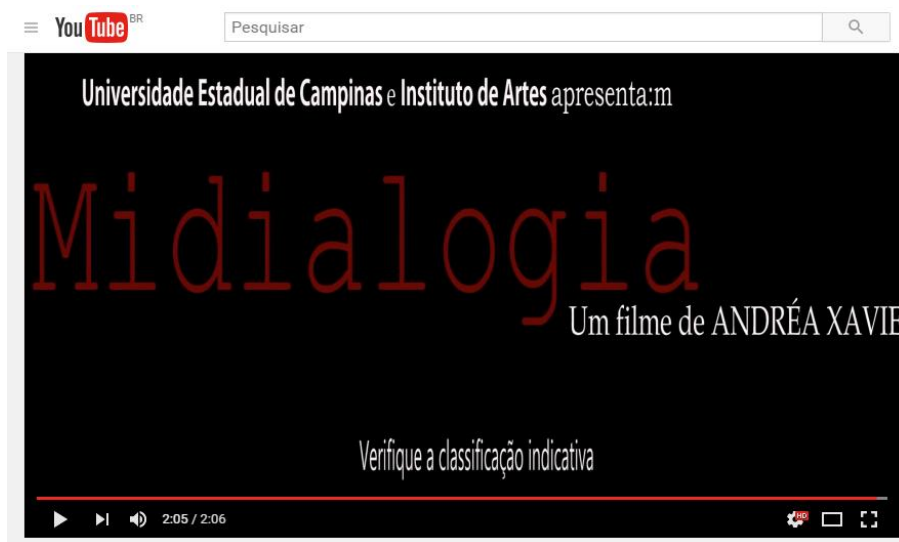 YouTube BR
Pesquisar
Universidade Estadual de Campinas e Instituto de Artes apresenta:m
Midialogia
Um filme de ANDRÉA XAVIE
Verifique a classificação indicativa
2:05 / 2:06
HD